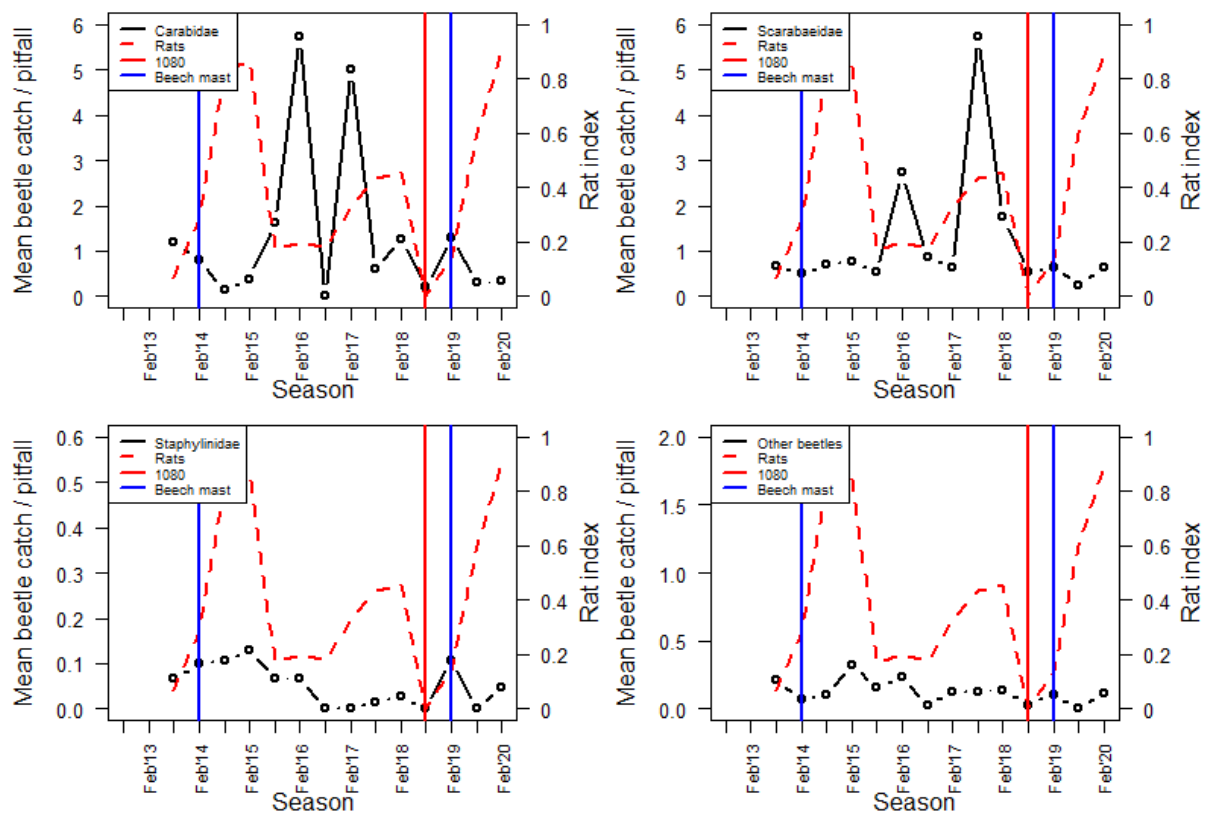 Mean beetle catch / pitfall
6
5
4
3
2
1
0
Carabidae
Rats
1080
Beech mast
1
0.8
0.6
0.4
0.2
0
Rat index
Feb'13
Feb'14
Feb'15
Feb'16
Feb'17
Feb'18
Feb'19
Feb'20
Season
Mean beetle catch / pitfall
6
5
4
3
2
1
0
Scarabaeidae
Rats
1080
Beech mast
1
0.8
0.6
0.4
0.2
0
Rat index
Feb'13
Feb'14
Feb'15
Feb'16
Feb'17
Feb'18
Feb'19
Feb'20
Season
Mean beetle catch / pitfall
0.6
0.5
0.4
0.3
0.2
0.1
0.0
Staphylinidae
Rats
1080
Beech mast
1
0.8
0.6
0.4
0.2
0
Rat index
Feb'13
Feb'14
Feb'15
Feb'16
Feb'17
Feb'18
Feb'19
Feb'20
Season
Mean beetle catch / pitfall
2.0
1.5
1.0
0.5
0.0
Other beetles
Rats
1080
Beech mast
1
0.8
0.6
0.4
0.2
0
Rat index
Feb'13
Feb'14
Feb'15
Feb'16
Feb'17
Feb'18
Feb'19
Feb'20
Season